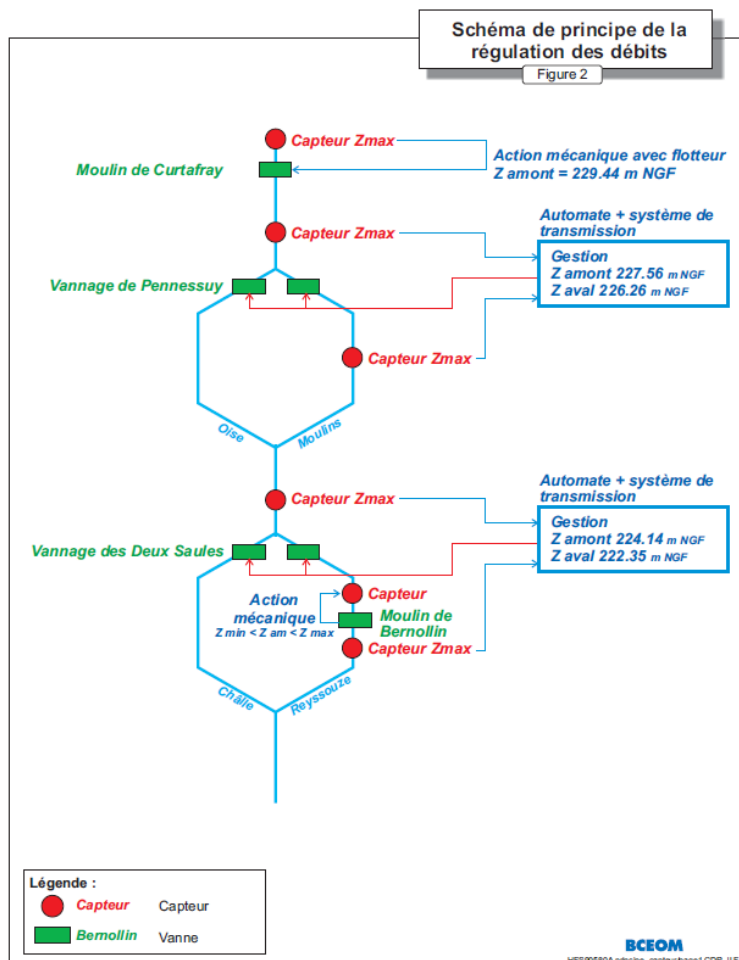 Schéma de principe de la
régulation des débits
Figure 2
Capteur Zmax
Moulin de Curtafray
Action mécanique avec flotteur
Z amont = 229.44 m NGF
Automate + système de
transmission
Capteur Zmax
Gestion
Z amont 227.56 m NGF
Z aval 226.26 m NGF
Vannage de Pennessuy
Capteur Zmax
Oise
Moulins
Automate + système de
transmission
Capteur Zmax
Gestion
Z amont 224.14 m NGF
Z aval 222.35 m NGF
Vannage des Deux Saules
Capteur
Action
mécanique
Z min < Z am < Z max
Moulin de
Bernollin
Capteur Zmax
Châlle
Reyssouze
Légende :
Capteur Capteur
Bernollin Vanne
BCEOM